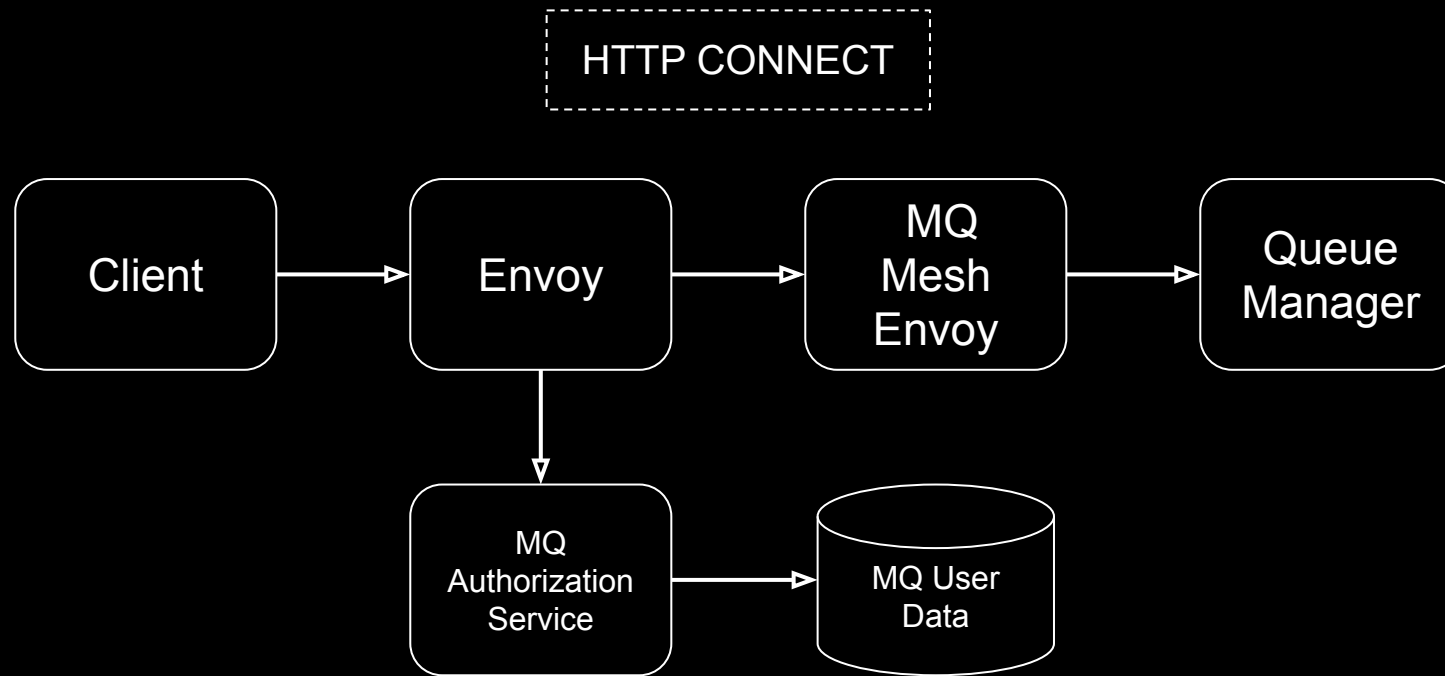 HTTP CONNECT
Client
Envoy
MQ
Mesh
Envoy
Queue
Manager
MQ
Authorization
Service
MQ User
Data